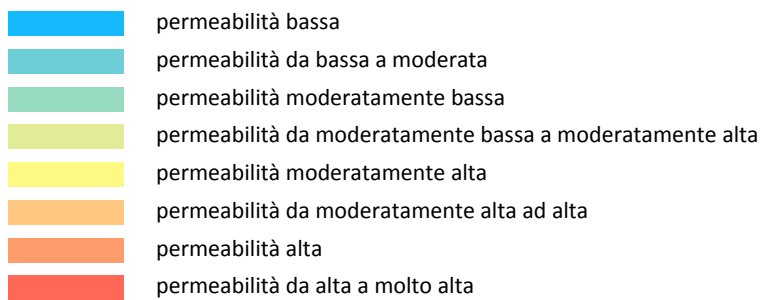 permeabilità bassa
permeabilità da bassa a moderata
permeabilità moderatamente bassa
permeabilità da moderatamente bassa a moderatamente alta
permeabilità moderatamente alta
permeabilità da moderatamente alta ad alta
permeabilità alta
permeabilità da alta a molto alta